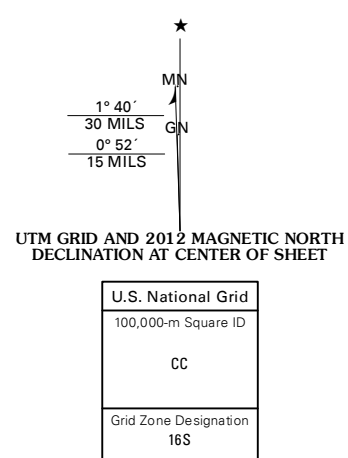 ★
MN
1° 40´
30 MILS
GN
0° 52´
15 MILS
UTM GRID AND 2012 MAGNETIC NORTH
DECLINATION AT CENTER OF SHEET
U.S. National Grid
100,000-m Square ID
CC
Grid Zone Designation
16S